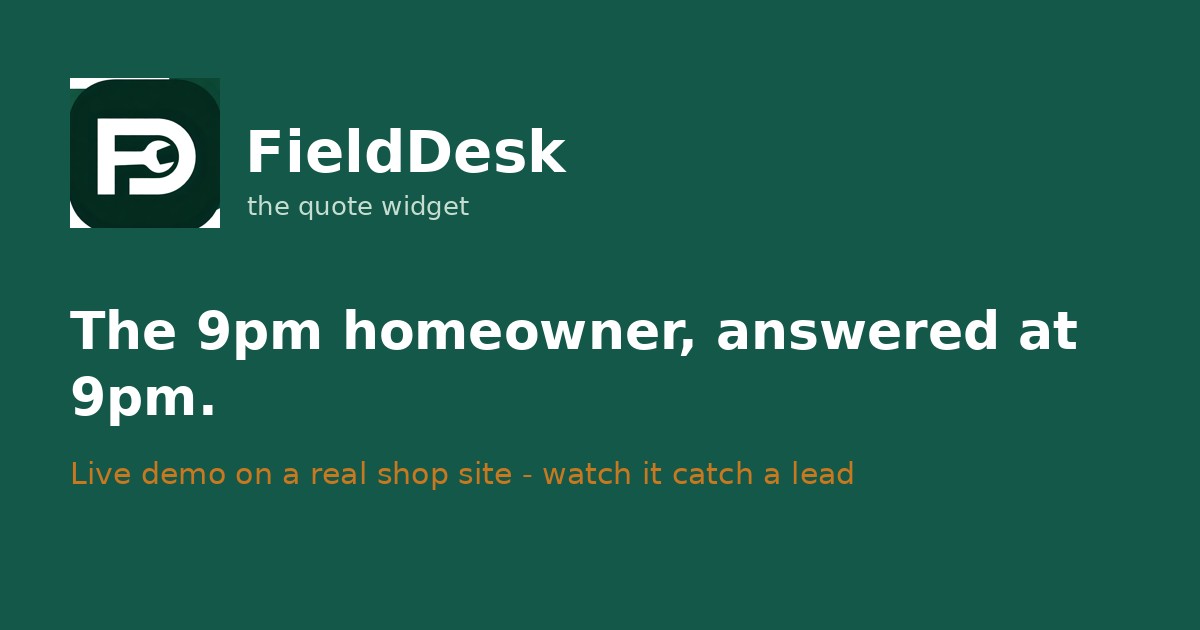 FieldDesk
the quote widget
The 9pm homeowner, answered at
9pm.
Live demo on a real shop site - watch it catch a lead